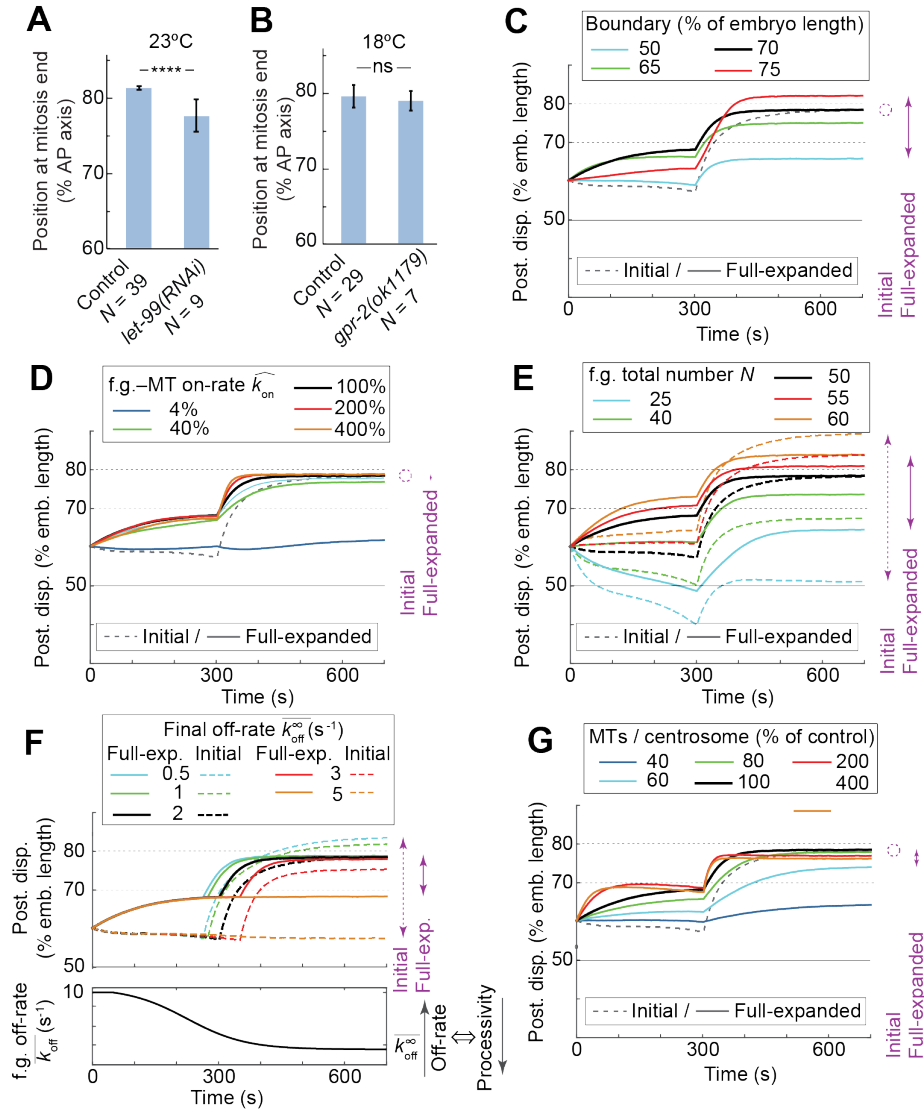 A
23ºC
****
Position at mitosis end
(% AP axis)
80
70
60
Control
N = 39
let-99(RNAi)
N = 9
B
18ºC
ns
Position at mitosis end
(% AP axis)
80
70
60
Control
N = 29
gpr-2(ok1179)
N = 7
C
Boundary (% of embryo length)
50
70
65
75
Post. disp. (% emb. length)
80
70
50
Initial / Full-expanded
0
300
600
Time (s)
Initial
Full-expanded
D
f.g.–MT on-rate k̂on
100%
4%
200%
40%
400%
Post. disp. (% emb. length)
80
70
50
Initial / Full-expanded
0
300
600
Time (s)
Initial
Full-expanded
E
f.g. total number N
50
25
55
40
60
Post. disp. (% emb. length)
80
70
50
Initial / Full-expanded
0
300
600
Time (s)
Initial
Full-expanded
F
Final off-rate k∞off (s-1)
Full-exp. Initial Full-exp. Initial
0.5
3
1
5
2
Post. disp.
(% emb. length)
80
70
50
Initial
Full-exp.
f.g. off-rate
koff (s-1)
10
k∞off
0
300
600
Time (s)
Off-rate
⇔
Processivity
G
MTs / centrosome (% of control)
40
80
200
60
100
400
Post. disp. (% emb. length)
80
70
50
Initial / Full-expanded
0
300
600
Time (s)
Initial
Full-expanded